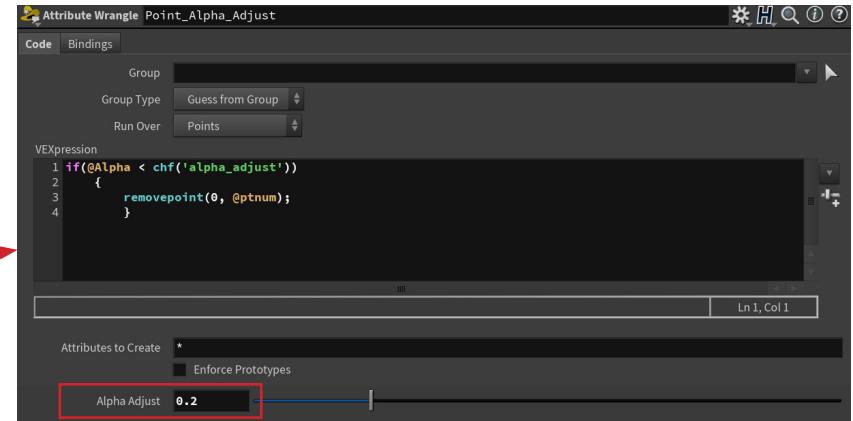 Attribute Wrangle Point_Alpha_Adjust
Code Bindings
Group
Group Type Guess from Group
Run Over Points
VEXpression
1 if(@Alpha < chf('alpha_adjust'))
2 {
3 removepoint(0, @ptnum);
4 }
Ln 1, Col 1
Attributes to Create *
Enforce Prototypes
Alpha Adjust 0.2